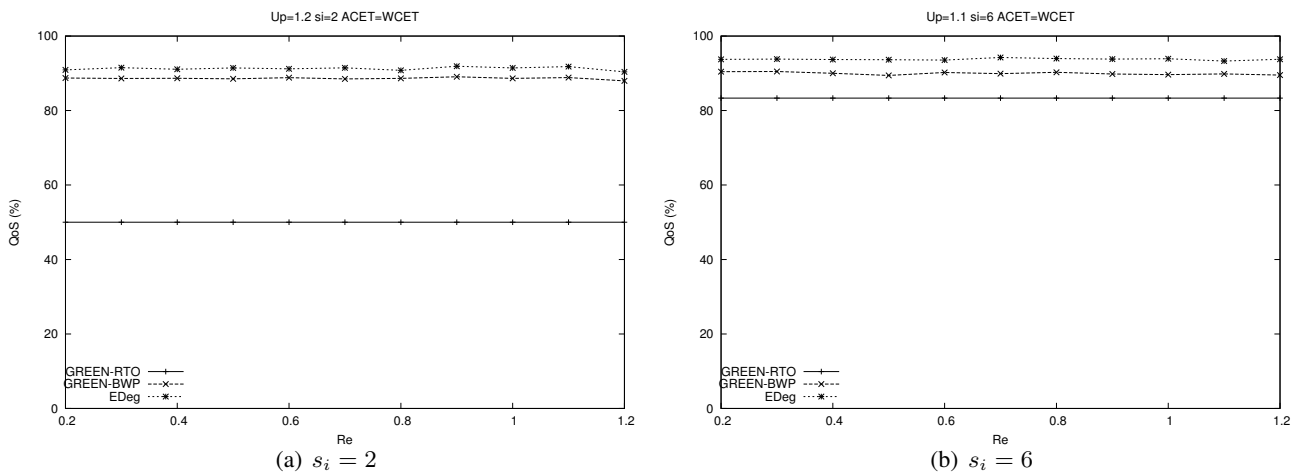 Up=1.2 si=2 ACET=WCET
100
80
60
40
20
0
QoS (%)
GREEN-RTO
GREEN-BWP
EDeg
0.2 0.4 0.6 0.8 1 1.2
Re
(a) s_i = 2
Up=1.1 si=6 ACET=WCET
100
80
60
40
20
0
QoS (%)
GREEN-RTO
GREEN-BWP
EDeg
0.2 0.4 0.6 0.8 1 1.2
Re
(b) s_i = 6